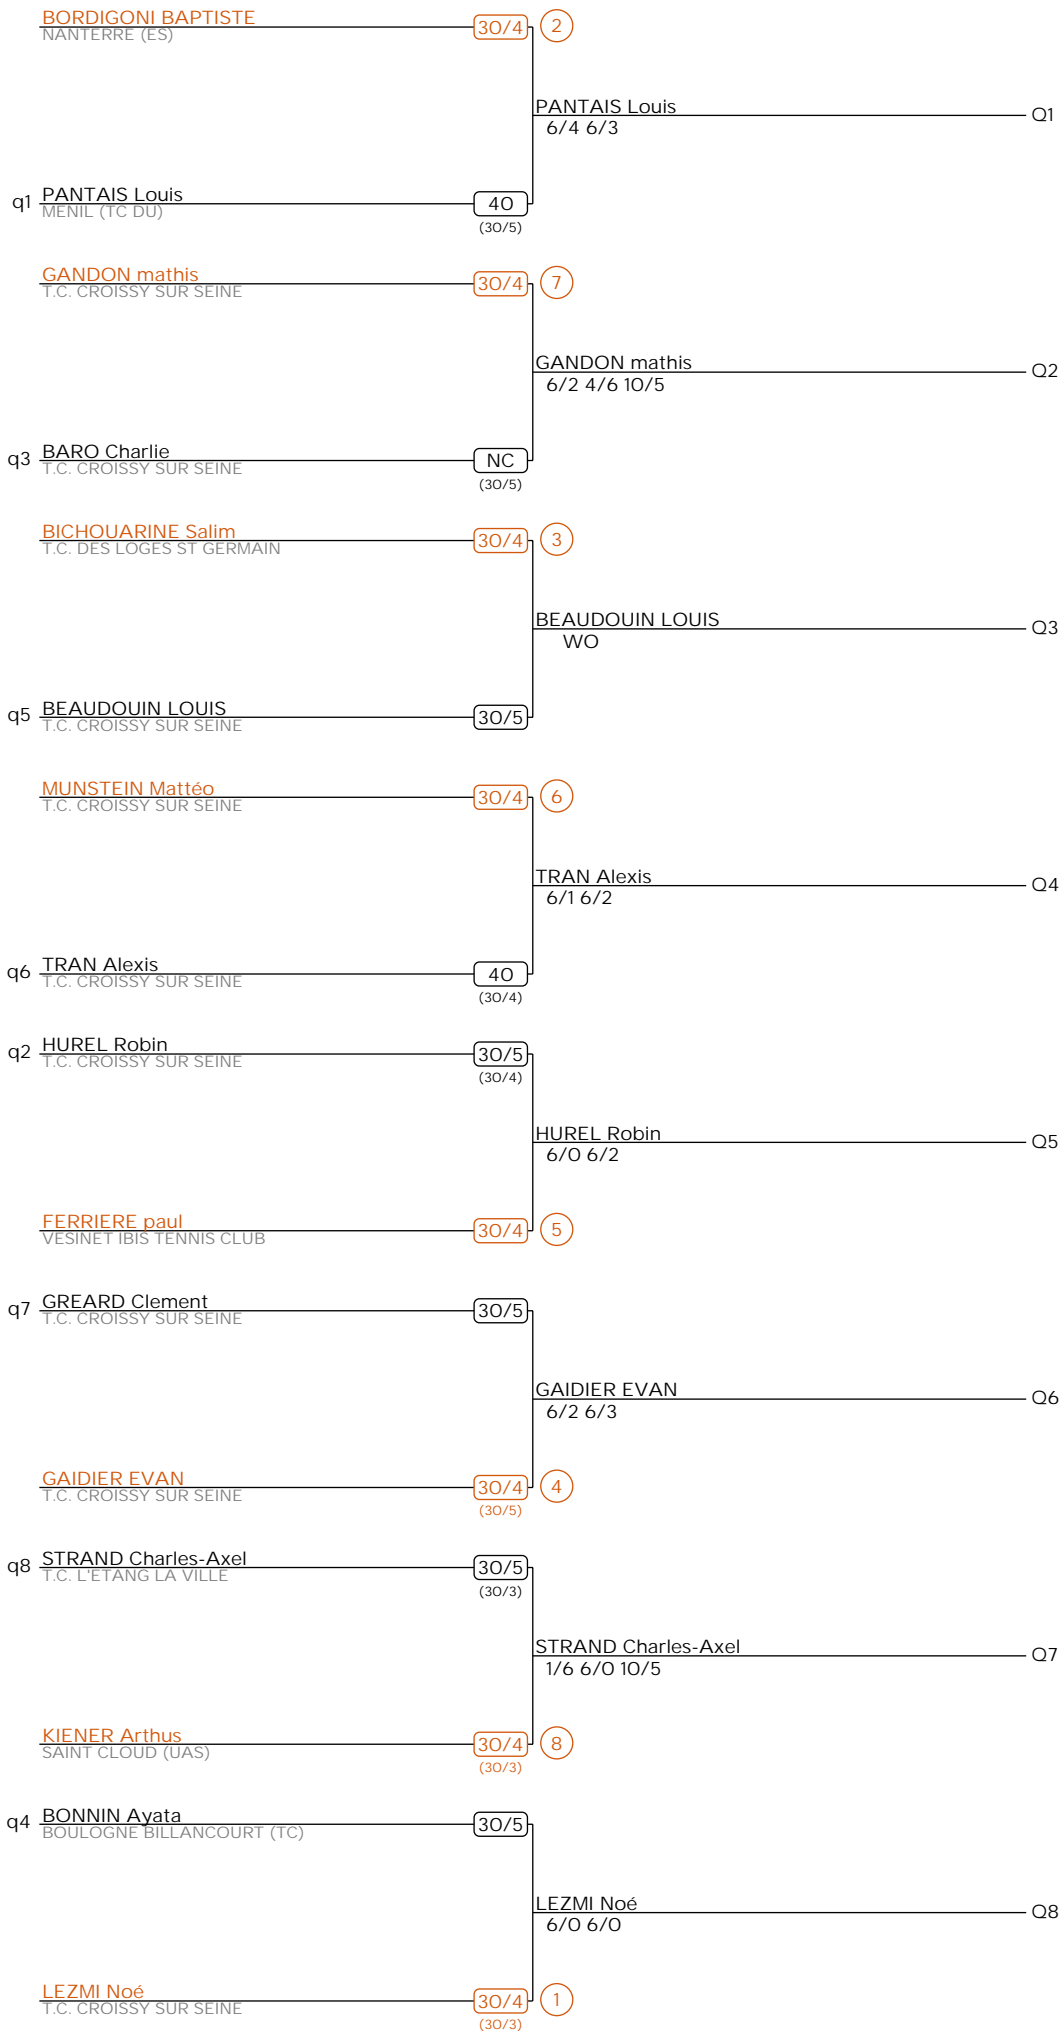 BORDIGONI BAPTISTE 30/4 2
NANTERRE (ES)
PANTAIS Louis Q1
6/4 6/3
q1 PANTAIS Louis 40
MENIL (TC DU) (30/5)
GANDON mathis 30/4 7
T.C. CROISSY SUR SEINE
GANDON mathis Q2
6/2 4/6 10/5
q3 BARO Charlie NC
T.C. CROISSY SUR SEINE (30/5)
BICHOUARINE Salim 30/4 3
T.C. DES LOGES ST GERMAIN
BEAUDOUIN LOUIS Q3
WO
q5 BEAUDOUIN LOUIS 30/5
T.C. CROISSY SUR SEINE
MUNSTEIN Mattéo 30/4 6
T.C. CROISSY SUR SEINE
TRAN Alexis Q4
6/1 6/2
q6 TRAN Alexis 40
T.C. CROISSY SUR SEINE (30/4)
q2 HUREL Robin 30/5
T.C. CROISSY SUR SEINE (30/4)
HUREL Robin Q5
6/0 6/2
FERRIERE paul 30/4 5
VESINET IBIS TENNIS CLUB
q7 GREARD Clement 30/5
T.C. CROISSY SUR SEINE
GAIDIER EVAN Q6
6/2 6/3
GAIDIER EVAN 30/4 4
T.C. CROISSY SUR SEINE (30/5)
q8 STRAND Charles-Axel 30/5
T.C. L'ETANG LA VILLE (30/3)
STRAND Charles-Axel Q7
1/6 6/0 10/5
KIENER Arthus 30/4 8
SAINT CLOUD (UAS) (30/3)
q4 BONNIN Ayata 30/5
BOULOGNE BILLANCOURT (TC)
LEZMI Noé Q8
6/0 6/0
LEZMI Noé 30/4 1
T.C. CROISSY SUR SEINE (30/3)